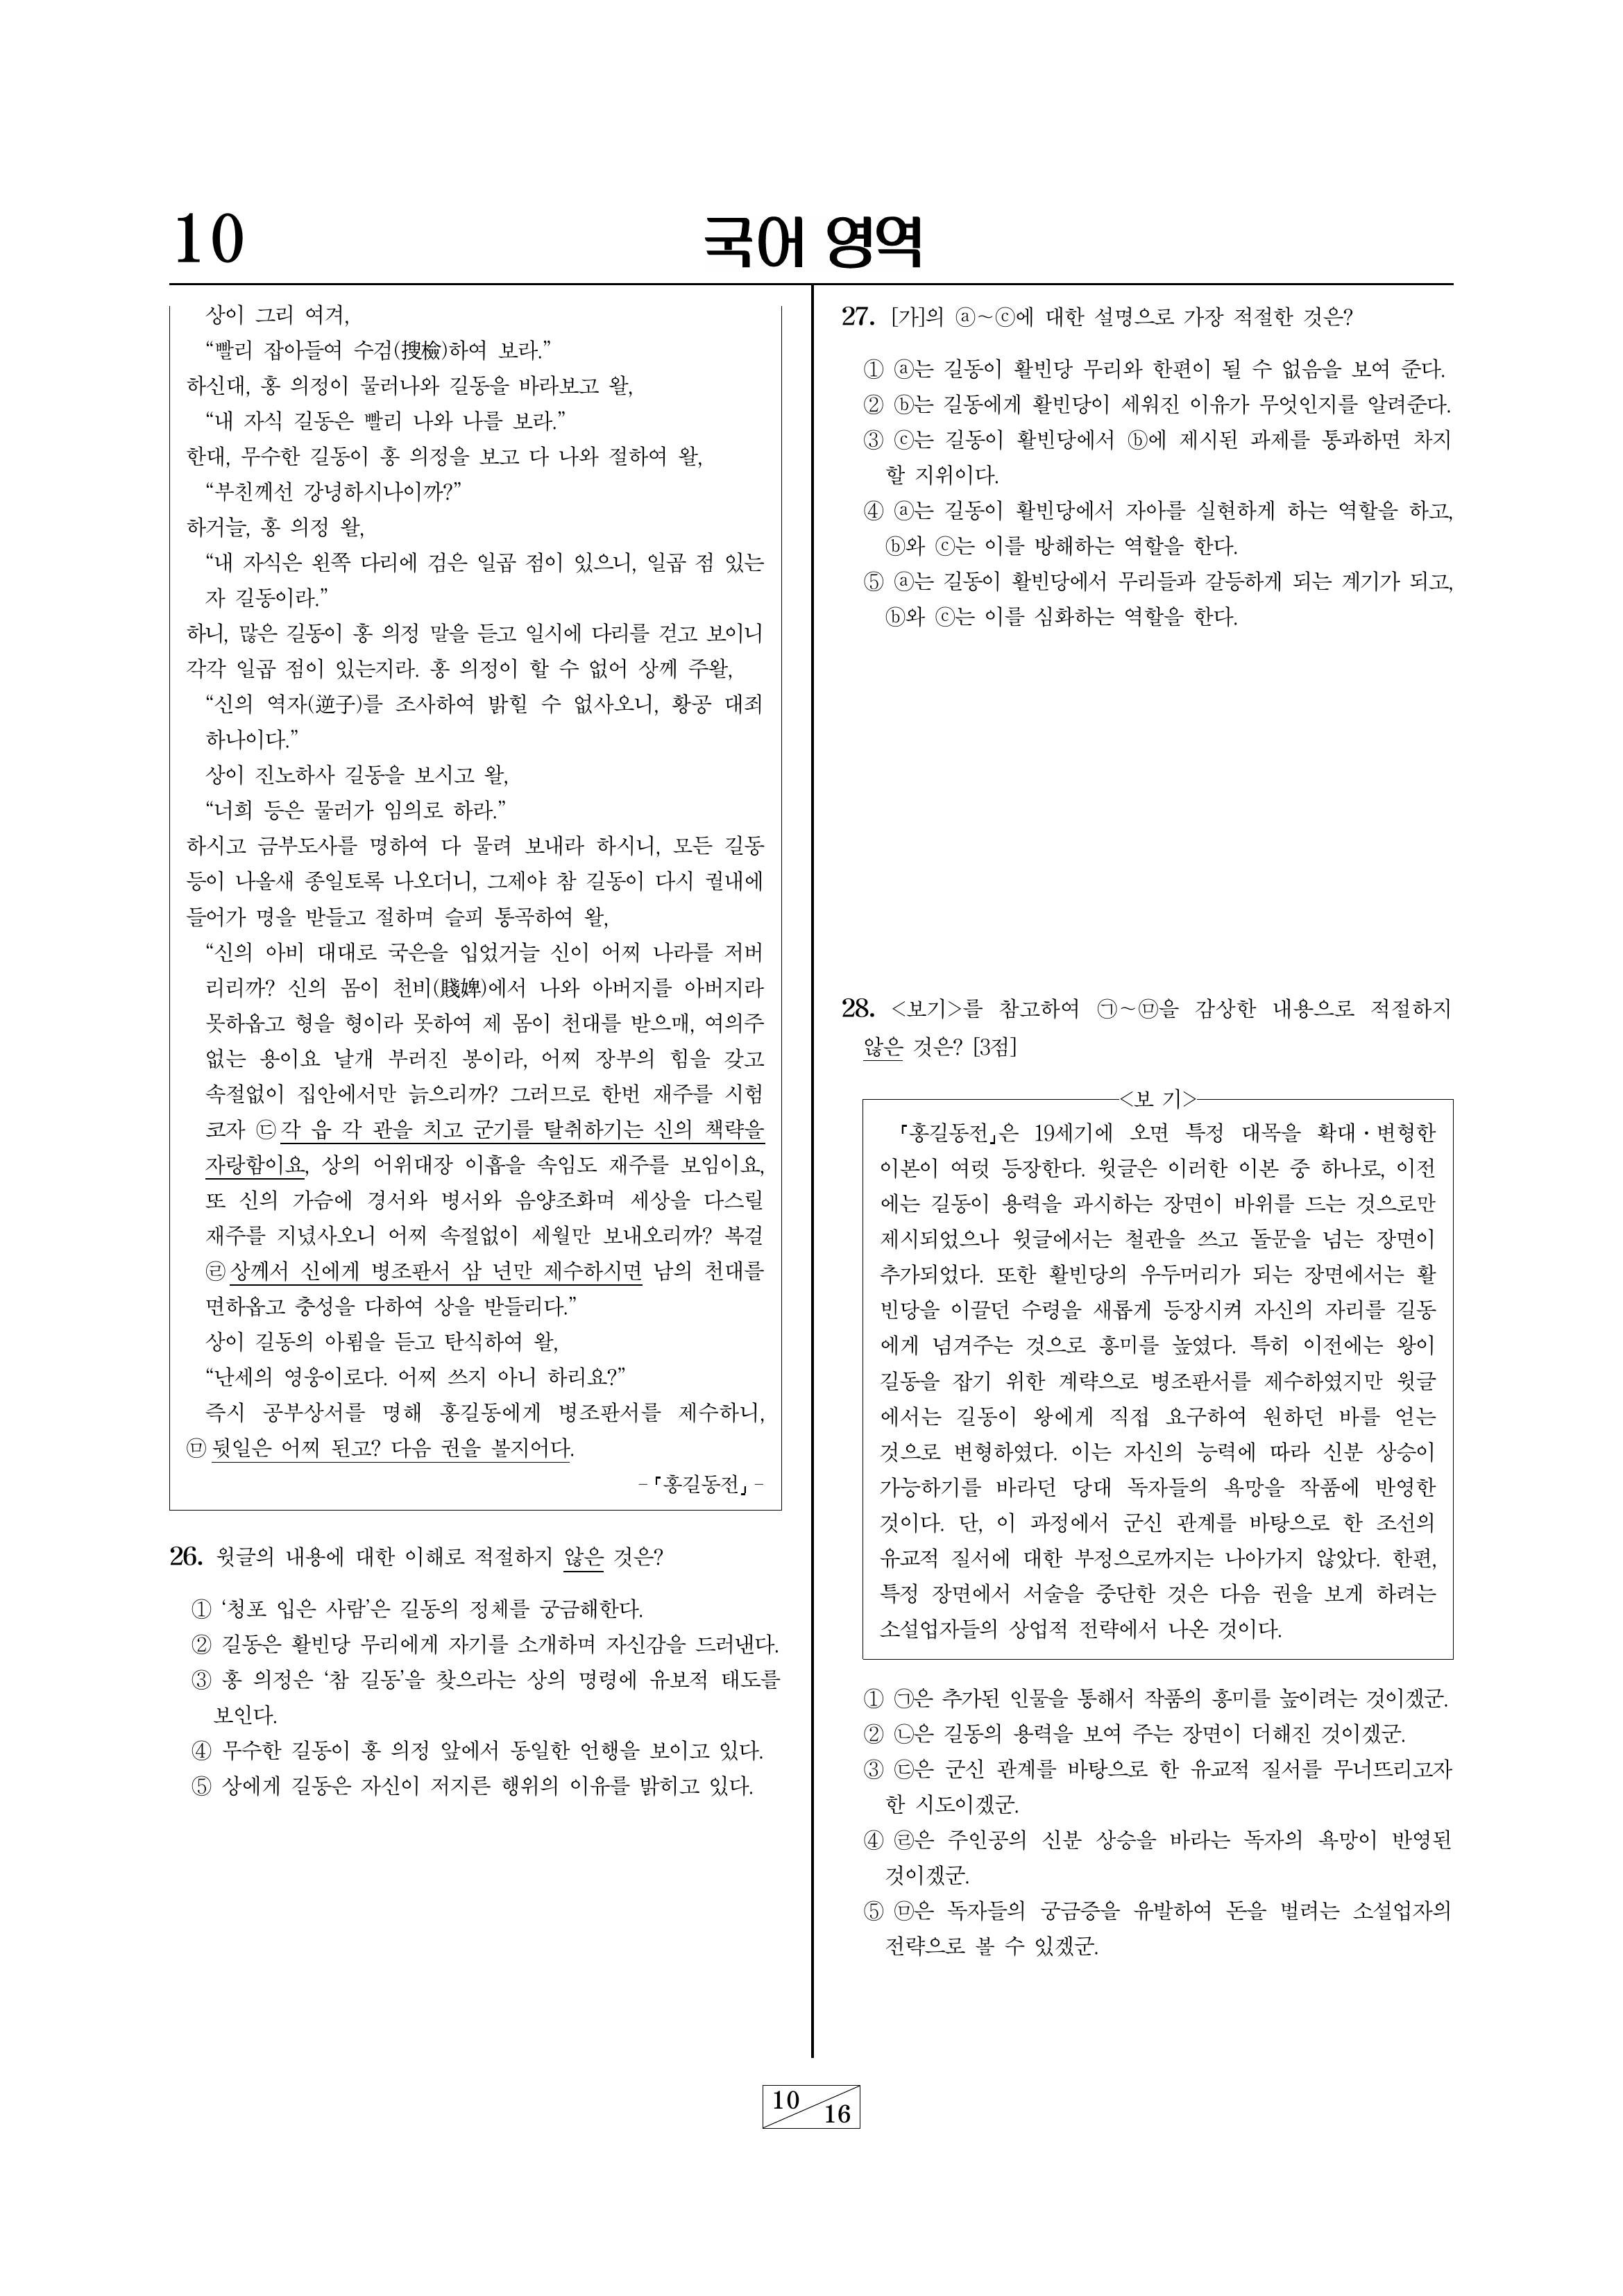 10
국어 영역
상이 그리 여겨,
“빨리 잡아들여 수검(搜檢)하여 보라.”
하신대, 홍 의정이 물러나와 길동을 바라보고 왈,
“내 자식 길동은 빨리 나와 나를 보라.”
한대, 무수한 길동이 홍 의정을 보고 다 나와 절하여 왈,
“부친께선 강녕하시나이까?”
하거늘, 홍 의정 왈,
“내 자식은 왼쪽 다리에 검은 일곱 점이 있으니, 일곱 점 있는
자 길동이라.”
하니, 많은 길동이 홍 의정 말을 듣고 일시에 다리를 걷고 보이니
각각 일곱 점이 있는지라. 홍 의정이 할 수 없어 상께 주왈,
“신의 역자(逆子)를 조사하여 밝힐 수 없사오니, 황공 대죄
하나이다.”
상이 진노하사 길동을 보시고 왈,
“너희 등은 물러가 임의로 하라.”
하시고 금부도사를 명하여 다 물려 보내라 하시니, 모든 길동
등이 나올새 종일토록 나오더니, 그제야 참 길동이 다시 궐내에
들어가 명을 받들고 절하며 슬피 통곡하여 왈,
“신의 아비 대대로 국은을 입었거늘 신이 어찌 나라를 저버
리리까? 신의 몸이 천비(賤婢)에서 나와 아버지를 아버지라
못하옵고 형을 형이라 못하여 제 몸이 천대를 받으매, 여의주
없는 용이요 날개 부러진 봉이라, 어찌 장부의 힘을 갖고
속절없이 집안에서만 늙으리까? 그러므로 한번 재주를 시험
코자 ㉢각 읍 각 관을 치고 군기를 탈취하기는 신의 책략을
자랑함이요, 상의 어위대장 이흡을 속임도 재주를 보임이요,
또 신의 가슴에 경서와 병서와 음양조화며 세상을 다스릴
재주를 지녔사오니 어찌 속절없이 세월만 보내오리까? 복걸
㉣상께서 신에게 병조판서 삼 년만 제수하시면 남의 천대를
면하옵고 충성을 다하여 상을 받들리다.”
상이 길동의 아룀을 듣고 탄식하여 왈,
“난세의 영웅이로다. 어찌 쓰지 아니 하리요?”
즉시 공부상서를 명해 홍길동에게 병조판서를 제수하니,
㉤뒷일은 어찌 된고? 다음 권을 볼지어다.
-『홍길동전』-
26. 윗글의 내용에 대한 이해로 적절하지 않은 것은?
① ‘청포 입은 사람’은 길동의 정체를 궁금해한다.
② 길동은 활빈당 무리에게 자기를 소개하며 자신감을 드러낸다.
③ 홍 의정은 ‘참 길동’을 찾으라는 상의 명령에 유보적 태도를
보인다.
④ 무수한 길동이 홍 의정 앞에서 동일한 언행을 보이고 있다.
⑤ 상에게 길동은 자신이 저지른 행위의 이유를 밝히고 있다.
27. [가]의 ⓐ~ⓒ에 대한 설명으로 가장 적절한 것은?
① ⓐ는 길동이 활빈당 무리와 한편이 될 수 없음을 보여 준다.
② ⓑ는 길동에게 활빈당이 세워진 이유가 무엇인지를 알려준다.
③ ⓒ는 길동이 활빈당에서 ⓑ에 제시된 과제를 통과하면 차지
할 지위이다.
④ ⓐ는 길동이 활빈당에서 자아를 실현하게 하는 역할을 하고,
ⓑ와 ⓒ는 이를 방해하는 역할을 한다.
⑤ ⓐ는 길동이 활빈당에서 무리들과 갈등하게 되는 계기가 되고,
ⓑ와 ⓒ는 이를 심화하는 역할을 한다.
28. <보기>를 참고하여 ㉠~㉤을 감상한 내용으로 적절하지
않은 것은? [3점]
<보 기>
『홍길동전』은 19세기에 오면 특정 대목을 확대·변형한
이본이 여럿 등장한다. 윗글은 이러한 이본 중 하나로, 이전
에는 길동이 용력을 과시하는 장면이 바위를 드는 것으로만
제시되었으나 윗글에서는 철관을 쓰고 돌문을 넘는 장면이
추가되었다. 또한 활빈당의 우두머리가 되는 장면에서는 활
빈당을 이끌던 수령을 새롭게 등장시켜 자신의 자리를 길동
에게 넘겨주는 것으로 흥미를 높였다. 특히 이전에는 왕이
길동을 잡기 위한 계략으로 병조판서를 제수하였지만 윗글
에서는 길동이 왕에게 직접 요구하여 원하던 바를 얻는
것으로 변형하였다. 이는 자신의 능력에 따라 신분 상승이
가능하기를 바라던 당대 독자들의 욕망을 작품에 반영한
것이다. 단, 이 과정에서 군신 관계를 바탕으로 한 조선의
유교적 질서에 대한 부정으로까지는 나아가지 않았다. 한편,
특정 장면에서 서술을 중단한 것은 다음 권을 보게 하려는
소설업자들의 상업적 전략에서 나온 것이다.
① ㉠은 추가된 인물을 통해서 작품의 흥미를 높이려는 것이겠군.
② ㉡은 길동의 용력을 보여 주는 장면이 더해진 것이겠군.
③ ㉢은 군신 관계를 바탕으로 한 유교적 질서를 무너뜨리고자
한 시도이겠군.
④ ㉣은 주인공의 신분 상승을 바라는 독자의 욕망이 반영된
것이겠군.
⑤ ㉤은 독자들의 궁금증을 유발하여 돈을 벌려는 소설업자의
전략으로 볼 수 있겠군.
10
16